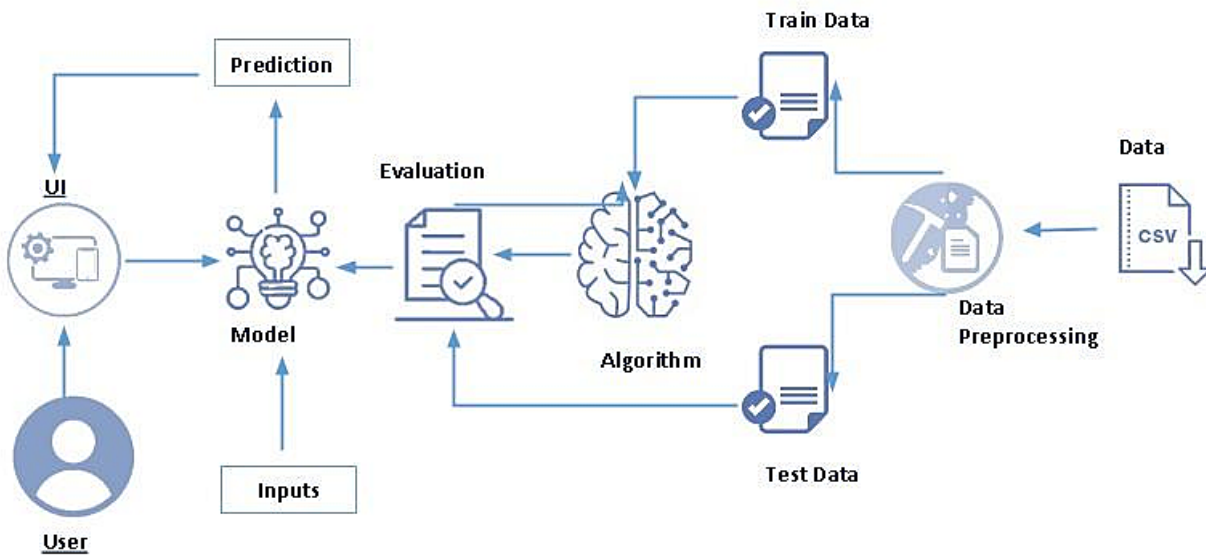 Train Data
Prediction
Data
Evaluation
UI
CSV
Model
Data
Preprocessing
Algorithm
Test Data
Inputs
User